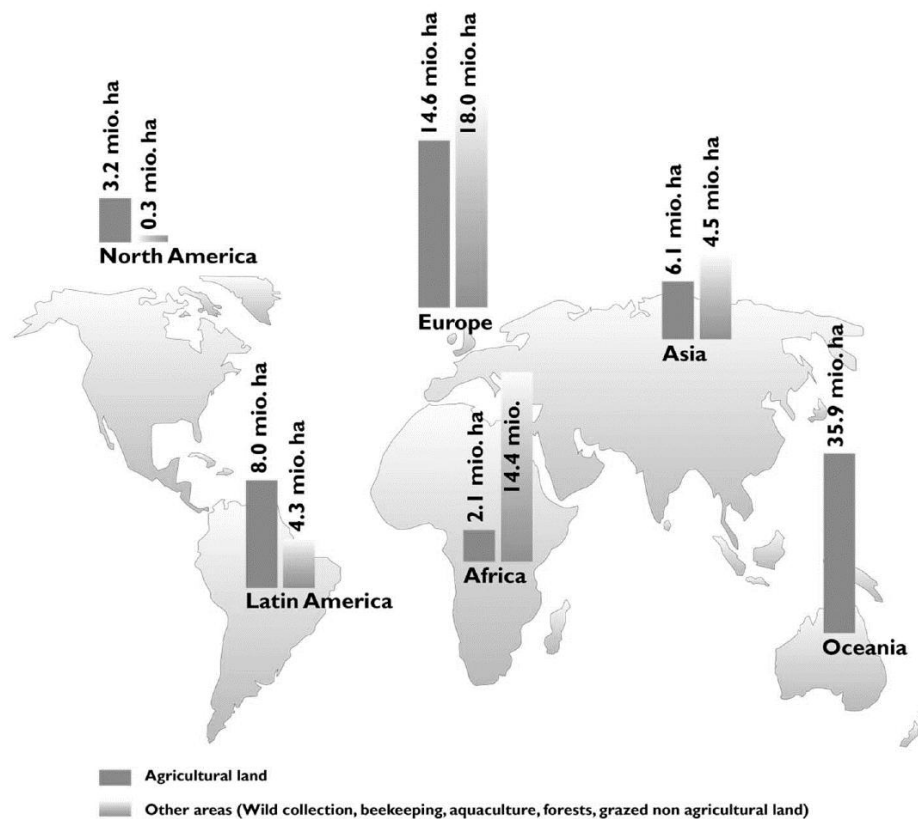 3.2 mio. ha
0.3 mio. ha
North America
14.6 mio. ha
18.0 mio. ha
Europe
6.1 mio. ha
4.5 mio. ha
Asia
8.0 mio. ha
4.3 mio. ha
Latin America
2.1 mio. ha
14.4 mio.
Africa
35.9 mio. ha
Oceania
Agricultural land
Other areas (Wild collection, beekeeping, aquaculture, forests, grazed non agricultural land)